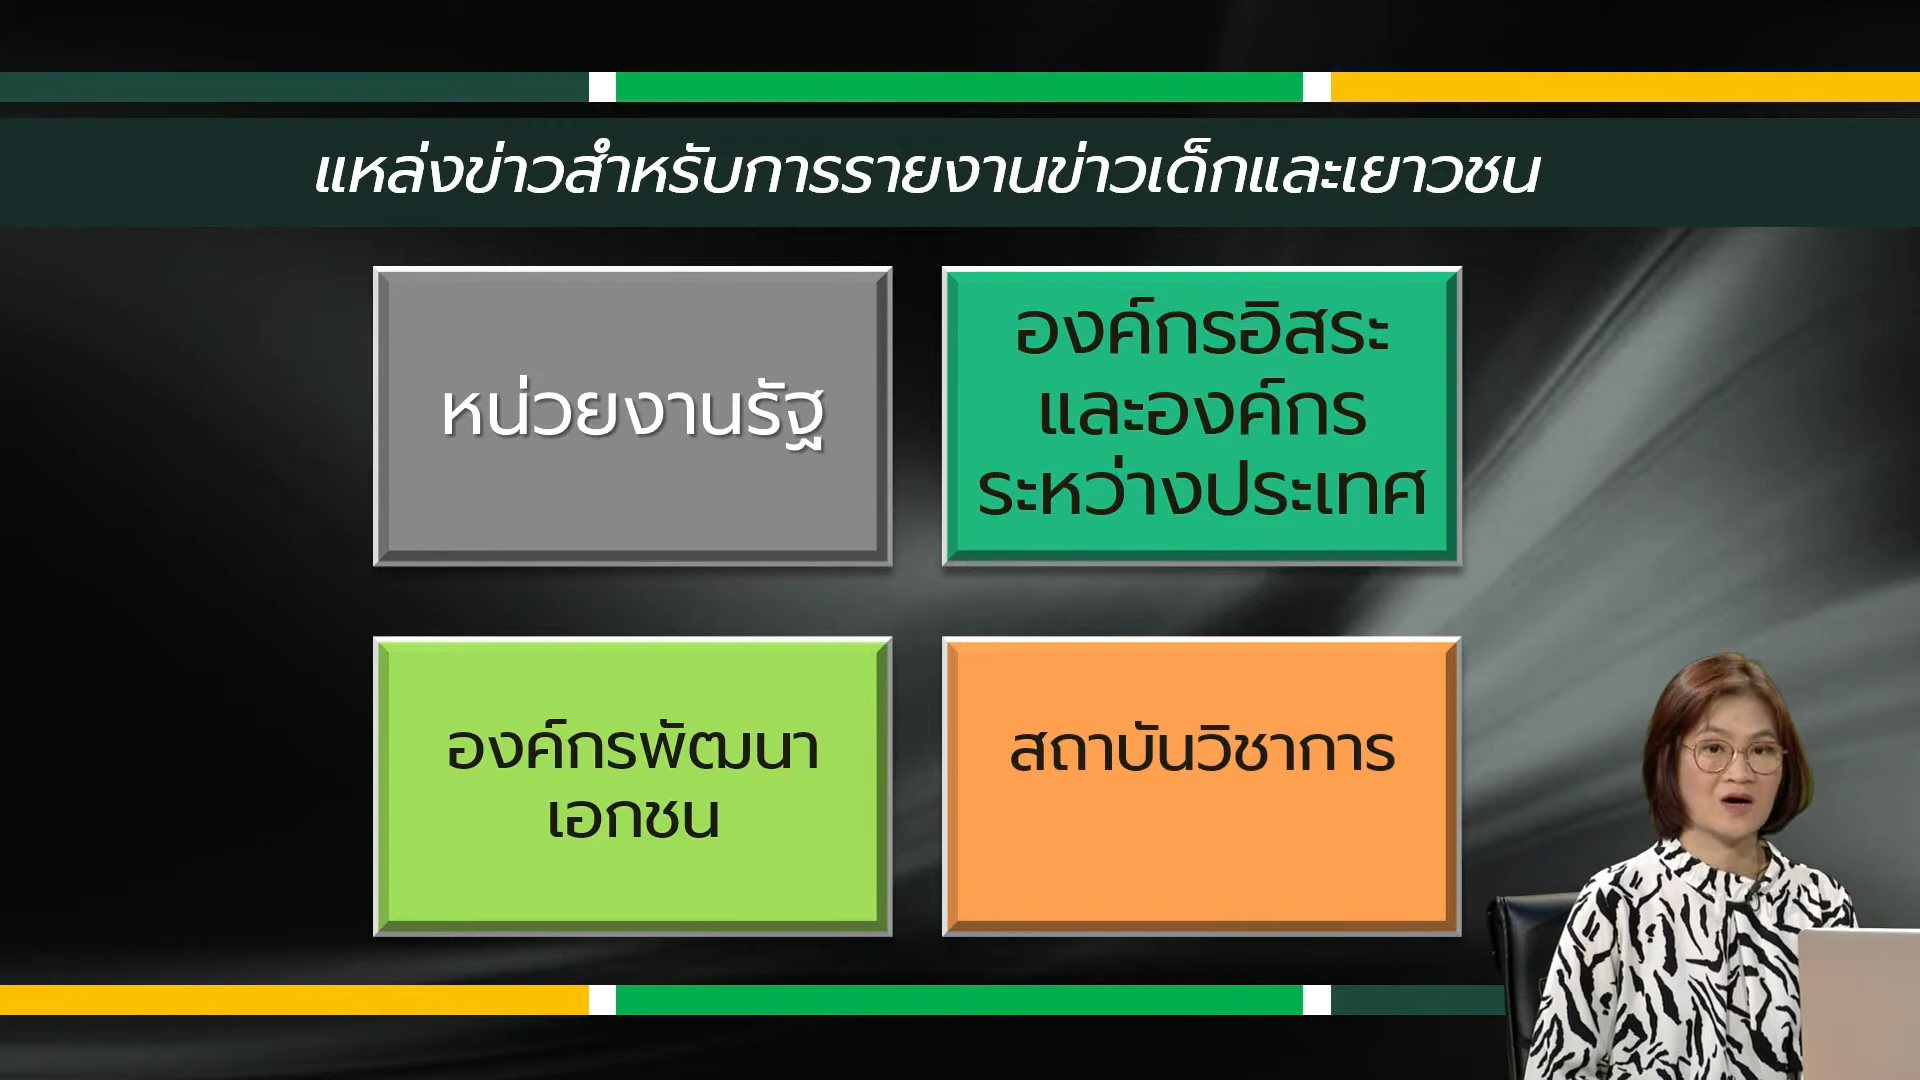 แหล่งข่าวสำหรับการรายงานข่าวเด็กและเยาวชน
หน่วยงานรัฐ
องค์กรอิสระ
และองค์กร
ระหว่างประเทศ
องค์กรพัฒนา
เอกชน
สถาบันวิชาการ